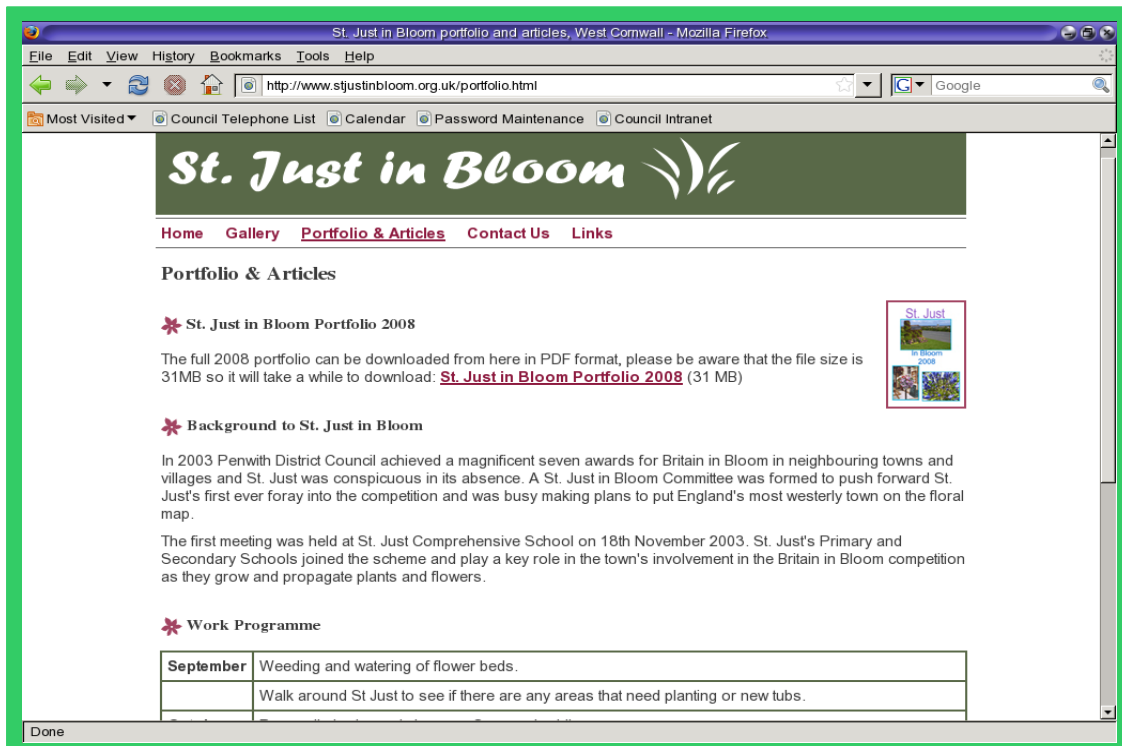 St. Just in Bloom portfolio and articles, West Cornwall - Mozilla Firefox
File Edit View History Bookmarks Tools Help
http://www.stjustinbloom.org.uk/portfolio.html G Google
Most Visited Council Telephone List Calendar Password Maintenance Council Intranet
St. Just in Bloom
Home Gallery Portfolio & Articles Contact Us Links
Portfolio & Articles
St. Just in Bloom Portfolio 2008
The full 2008 portfolio can be downloaded from here in PDF format, please be aware that the file size is
31MB so it will take a while to download: St. Just in Bloom Portfolio 2008 (31 MB)
St. Just
In Bloom
2008
Background to St. Just in Bloom
In 2003 Penwith District Council achieved a magnificent seven awards for Britain in Bloom in neighbouring towns and
villages and St. Just was conspicuous in its absence. A St. Just in Bloom Committee was formed to push forward St.
Just's first ever foray into the competition and was busy making plans to put England's most westerly town on the floral
map.
The first meeting was held at St. Just Comprehensive School on 18th November 2003. St. Just's Primary and
Secondary Schools joined the scheme and play a key role in the town's involvement in the Britain in Bloom competition
as they grow and propagate plants and flowers.
Work Programme
September Weeding and watering of flower beds.
Walk around St Just to see if there are any areas that need planting or new tubs.
Done